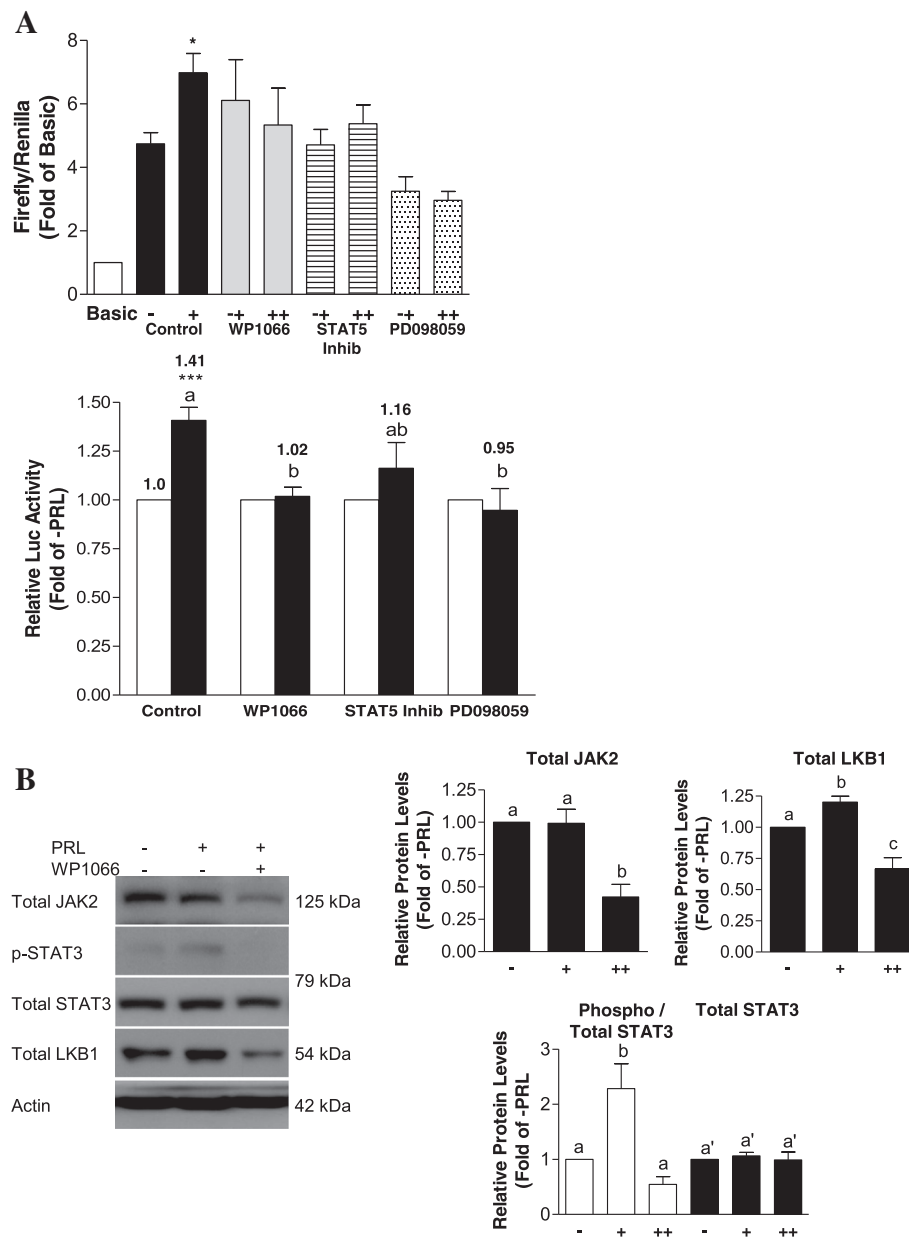 A
Firefly/Renilla
(Fold of Basic)
8
6
4
2
0
*
Basic - + -+ ++ -+ ++ -+ ++
Control WP1066 STAT5 Inhib PD098059
Relative Luc Activity
(Fold of -PRL)
1.50
1.25
1.00
0.75
0.50
0.25
0.00
1.0
1.41
***
a
1.02
b
1.16
ab
0.95
b
Control WP1066 STAT5 Inhib PD098059
B
PRL - + +
WP1066 - - +
Total JAK2 125 kDa
p-STAT3
79 kDa
Total STAT3
Total LKB1 54 kDa
Actin 42 kDa
Total JAK2
Relative Protein Levels
(Fold of -PRL)
1.25
1.00
0.75
0.50
0.25
0.00
a a b
- + ++
Total LKB1
Relative Protein Levels
(Fold of -PRL)
1.25
1.00
0.75
0.50
0.25
0.00
a b c
- + ++
Phospho /
Total STAT3
Total STAT3
Relative Protein Levels
(Fold of -PRL
3
2
1
0
a b a a' a' a'
- + ++ - + ++